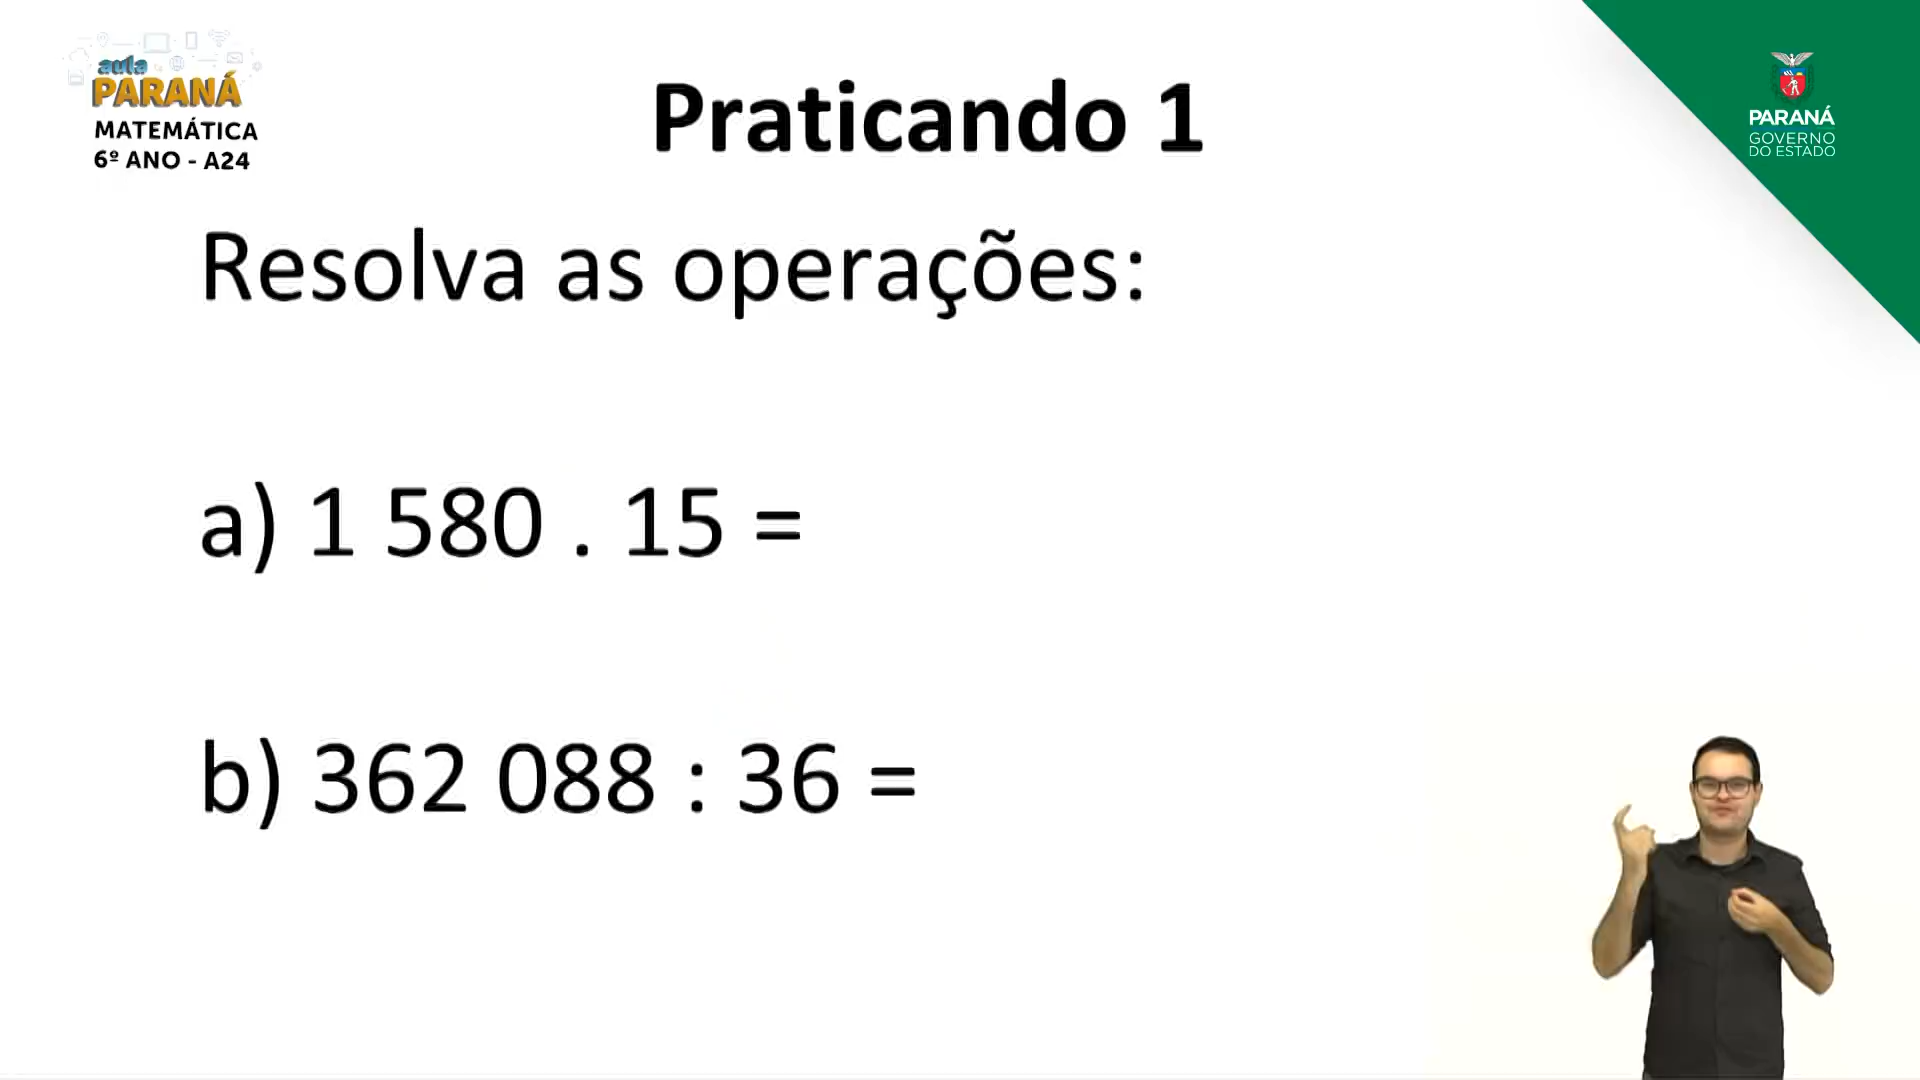 aula
PARANÁ
MATEMÁTICA
6º ANO - A24
Praticando 1
PARANÁ
GOVERNO
DO ESTADO
Resolva as operações:
a) 1 580 . 15 =
b) 362 088 : 36 =